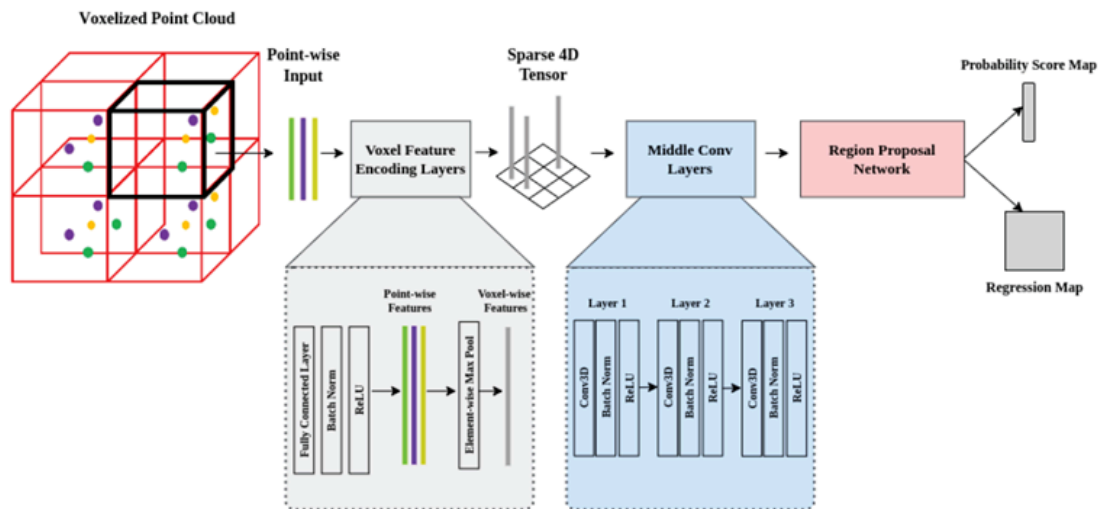 Voxelized Point Cloud
Point-wise
Input
Sparse 4D
Tensor
Probability Score Map
Voxel Feature
Encoding Layers
Middle Conv
Layers
Region Proposal
Network
Regression Map
Point-wise
Features
Voxel-wise
Features
Fully Connected Layer
Batch Norm
ReLU
Element-wise Max Pool
Layer 1
Layer 2
Layer 3
Conv3D
Batch Norm
ReLU
Conv3D
Batch Norm
ReLU
Conv3D
Batch Norm
ReLU